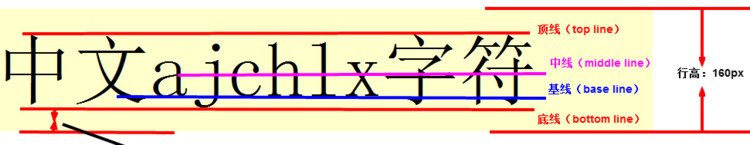 顶线（top line）
中文ajchlx字符
中线（middle line）
行高：160px
基线（base line）
底线（bottom line）